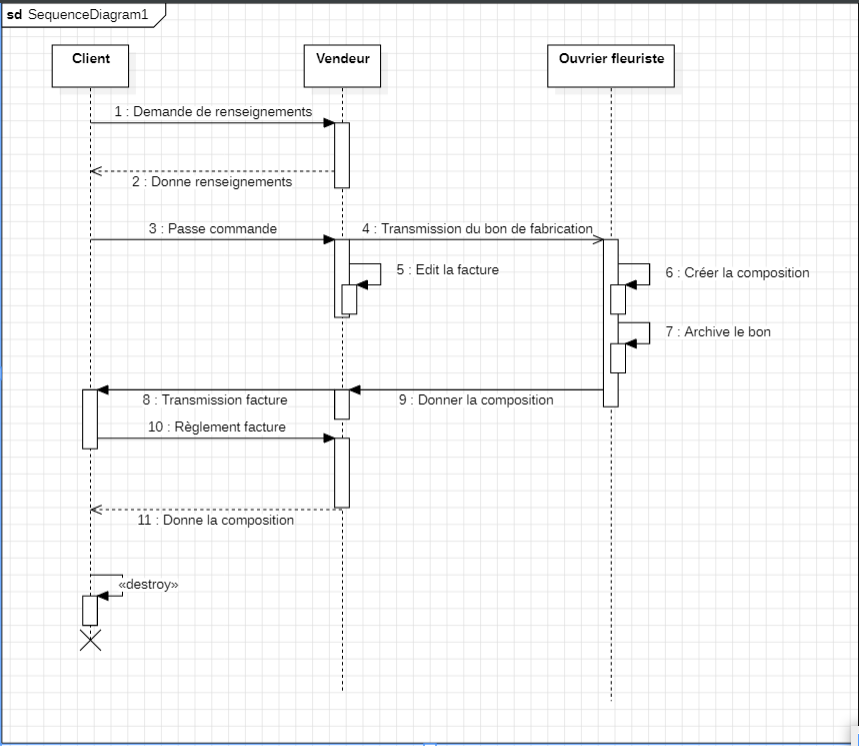 sd SequenceDiagram1
Client
Vendeur
Ouvrier fleuriste
1 : Demande de renseignements
2 : Donne renseignements
3 : Passe commande
4 : Transmission du bon de fabrication
5 : Edit la facture
6 : Créer la composition
7 : Archive le bon
8 : Transmission facture
9 : Donner la composition
10 : Règlement facture
11 : Donne la composition
«destroy»